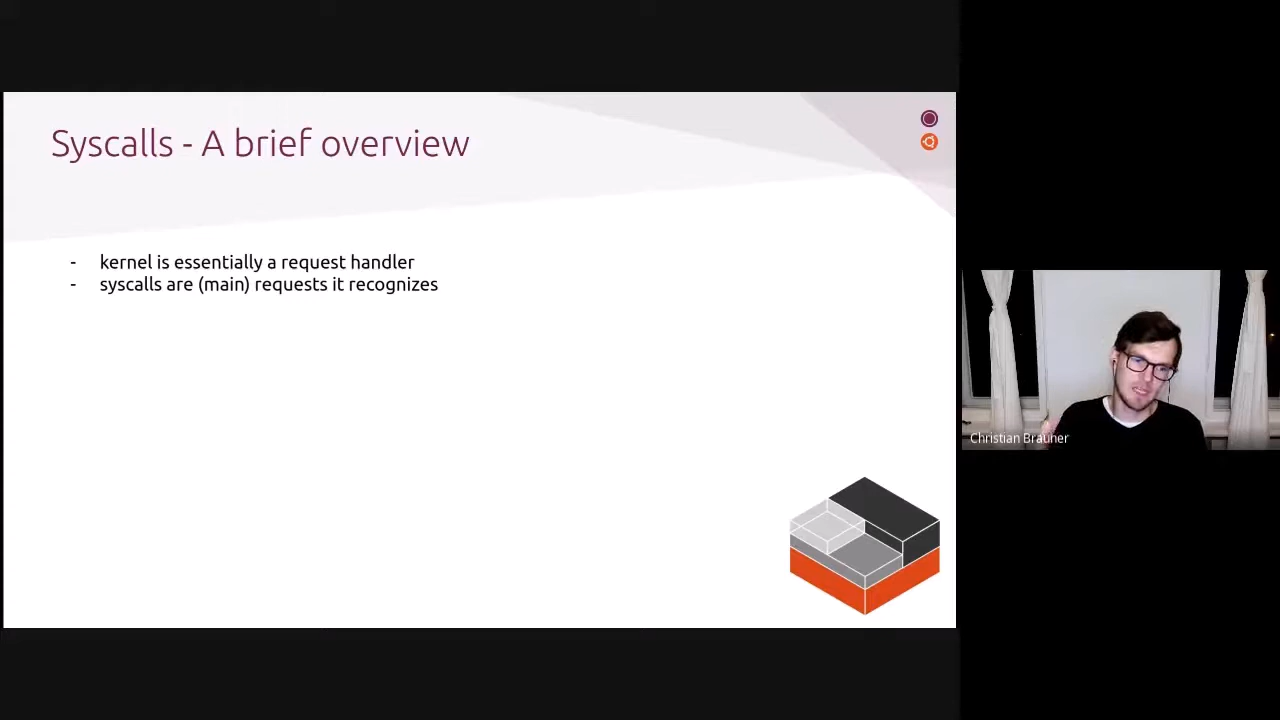 Syscalls - A brief overview
- kernel is essentially a request handler
- syscalls are (main) requests it recognizes
Christian Brauner